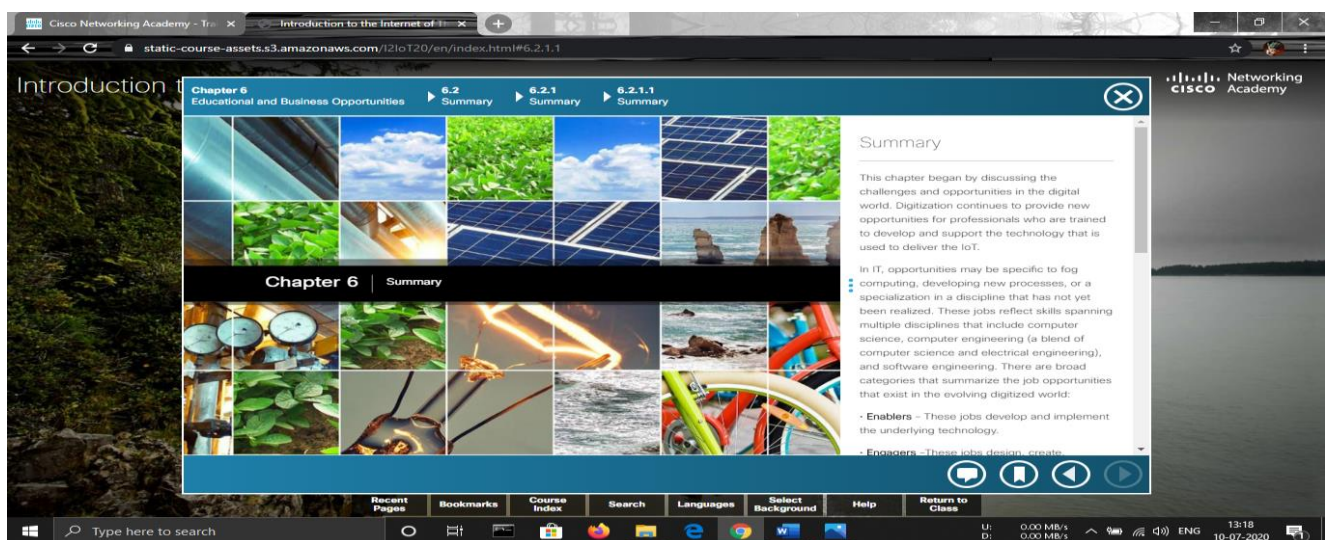 Cisco Networking Academy - Tra
Introduction to the Internet of Th
static-course-assets.s3.amazonaws.com/I2IoT20/en/index.html#6.2.1.1
Introduction t
Chapter 6
Educational and Business Opportunities
6.2
Summary
6.2.1
Summary
6.2.1.1
Summary
CISCO
Networking
Academy
Chapter 6 | Summary
Summary
This chapter began by discussing the
challenges and opportunities in the digital
world. Digitization continues to provide new
opportunities for professionals who are trained
to develop and support the technology that is
used to deliver the IoT.
In IT, opportunities may be specific to fog
computing, developing new processes, or a
specialization in a discipline that has not yet
been realized. These jobs reflect skills spanning
multiple disciplines that include computer
science, computer engineering (a blend of
computer science and electrical engineering),
and software engineering. There are broad
categories that summarize the job opportunities
that exist in the evolving digitized world:
• Enablers – These jobs develop and implement
the underlying technology.
• Engagers –These jobs design, create,
Recent
Pages
Bookmarks
Course
Index
Search
Languages
Select
Background
Help
Return to
Class
Type here to search
U: 0.00 MB/s
D: 0.00 MB/s
ENG
13:18
10-07-2020